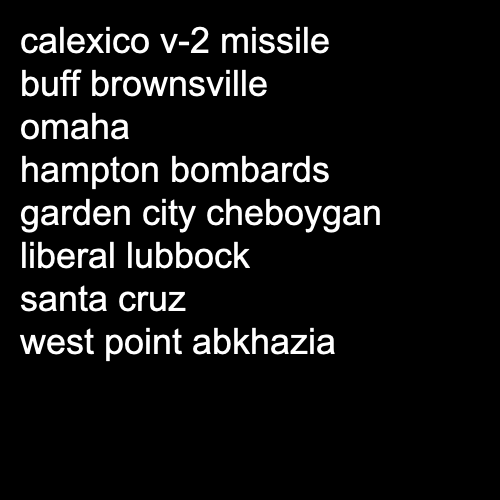 calexico v-2 missile
buff brownsville
omaha
hampton bombards
garden city cheboygan
liberal lubbock
santa cruz
west point abkhazia